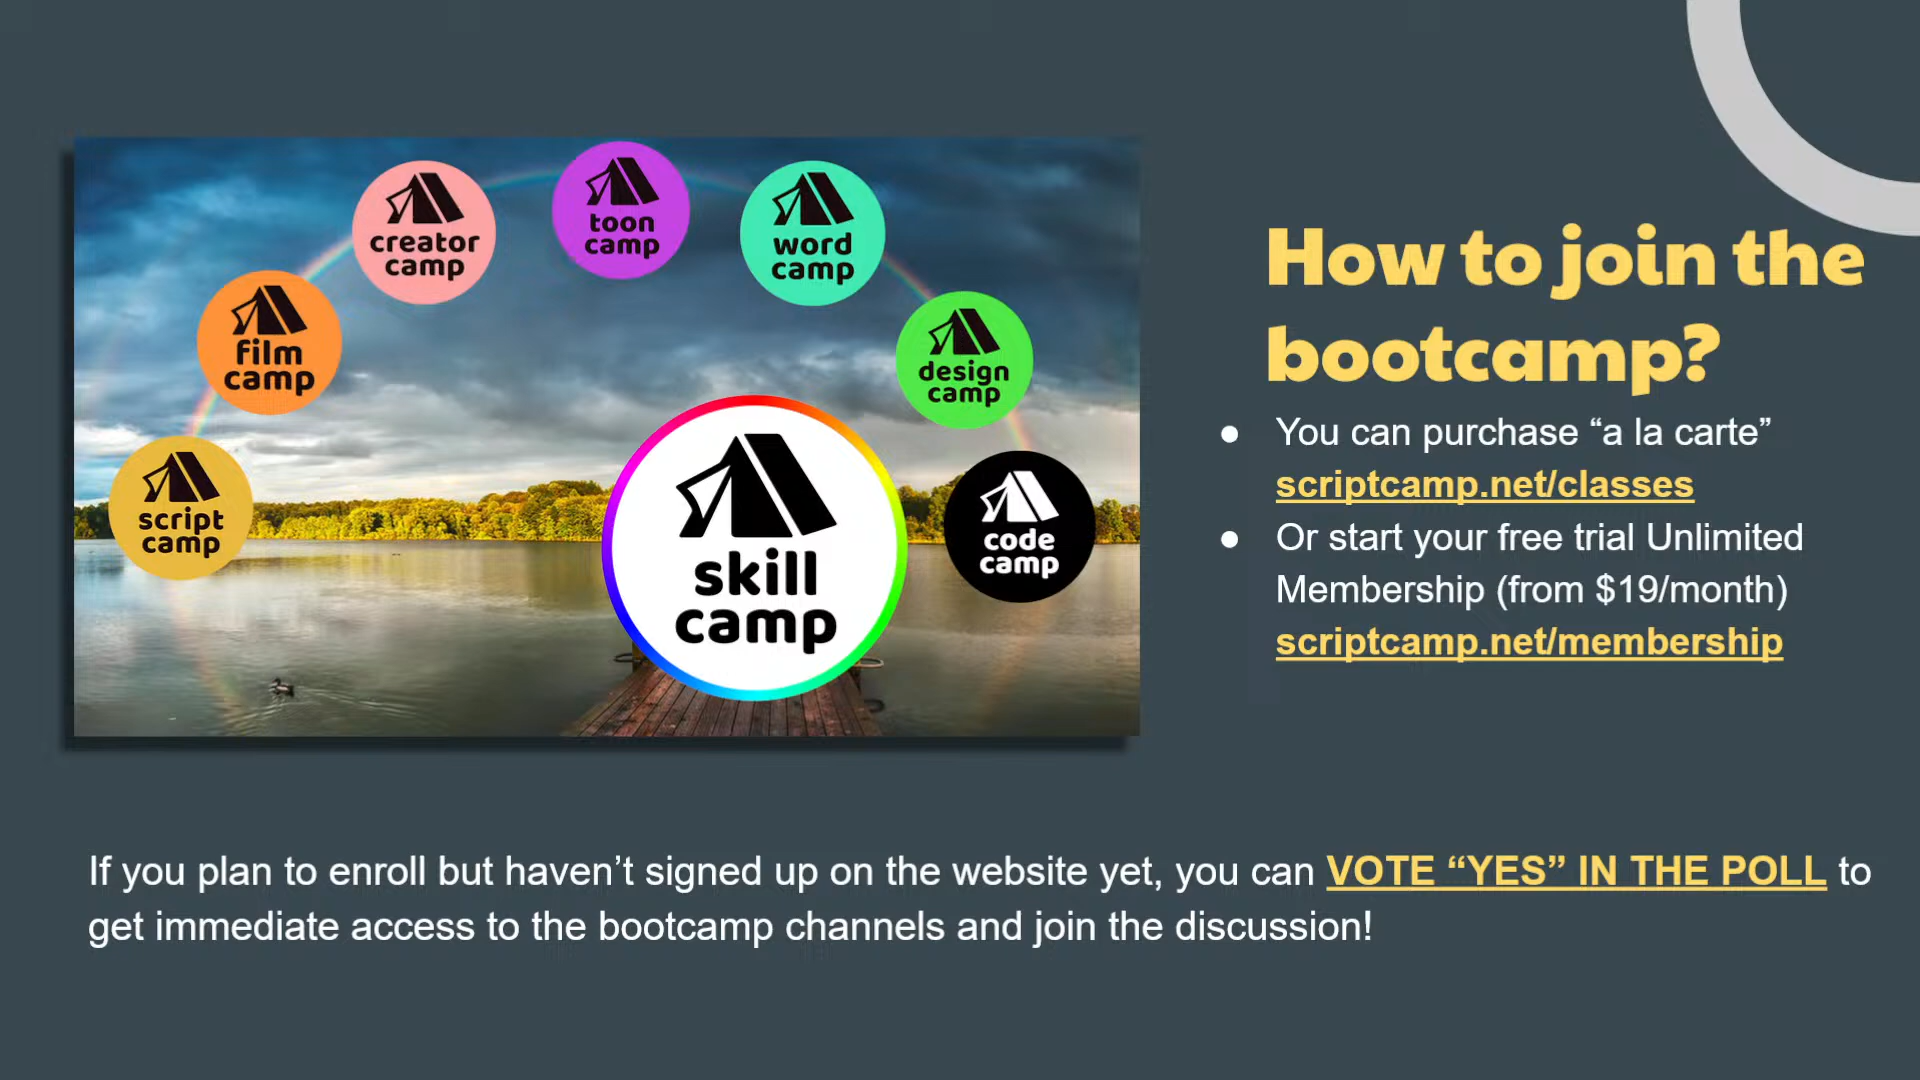 creator
camp
toon
camp
word
camp
film
camp
design
camp
script
camp
skill
camp
code
camp
How to join the
bootcamp?
● You can purchase “a la carte”
scriptcamp.net/classes
● Or start your free trial Unlimited
Membership (from $19/month)
scriptcamp.net/membership
If you plan to enroll but haven’t signed up on the website yet, you can VOTE “YES” IN THE POLL to
get immediate access to the bootcamp channels and join the discussion!